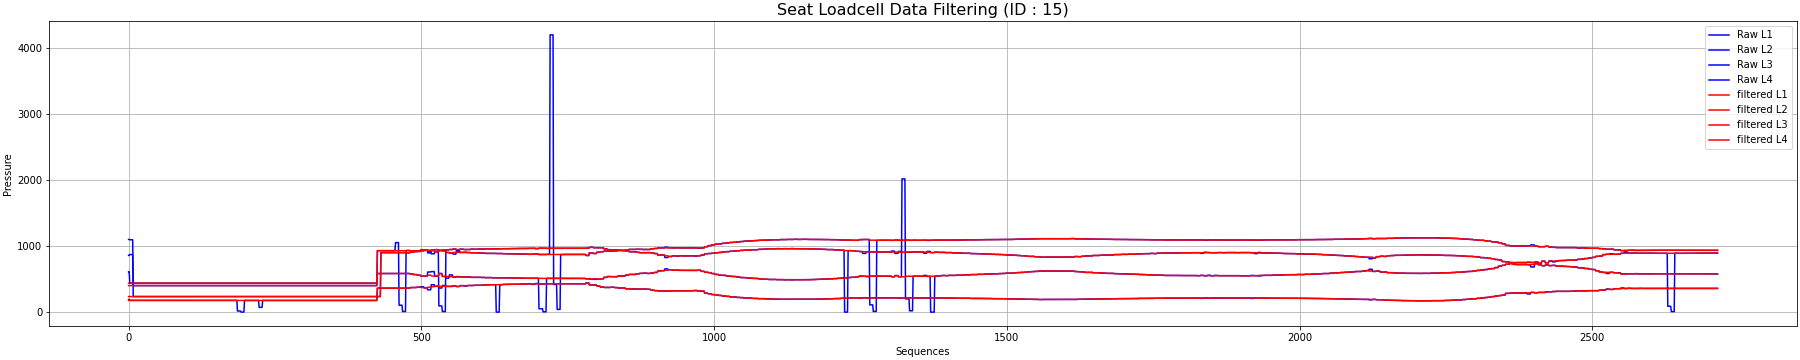 Seat Loadcell Data Filtering (ID : 15)
Raw L1
Raw L2
Raw L3
Raw L4
filtered L1
filtered L2
filtered L3
filtered L4
Pressure
4000
3000
2000
1000
0
0 500 1000 1500 2000 2500
Sequences